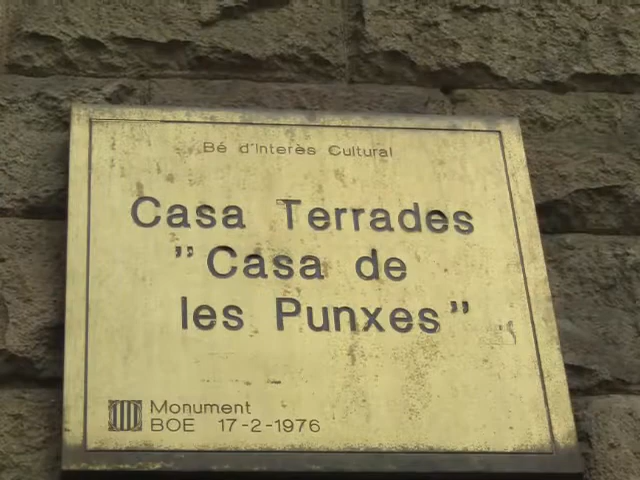 Bé d'Interès Cultural
Casa Terrades
"Casa de
les Punxes"
Monument
BOE 17-2-1976